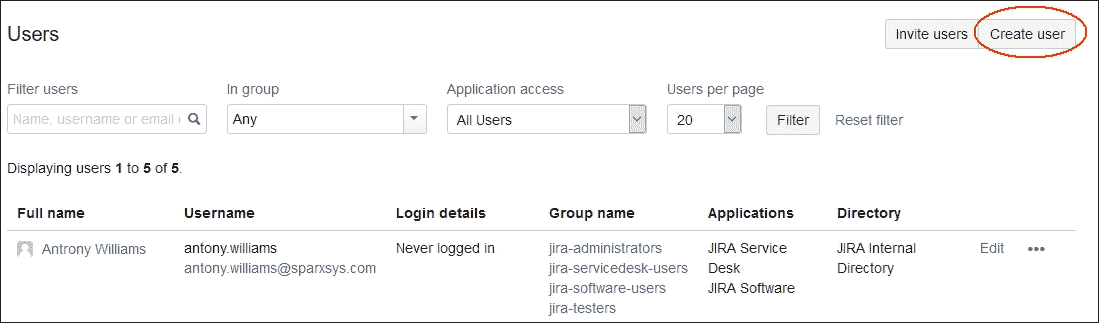 Users
Invite users
Create user
Filter users
In group
Application access
Users per page
Name, username or email
Any
All Users
20
Filter
Reset filter
Displaying users 1 to 5 of 5.
Full name
Username
Login details
Group name
Applications
Directory
Antrony Williams
antony.williams
antony.williams@sparxsys.com
Never logged in
jira-administrators
jira-servicedesk-users
jira-software-users
jira-testers
JIRA Service
Desk
JIRA Software
JIRA Internal
Directory
Edit
•••